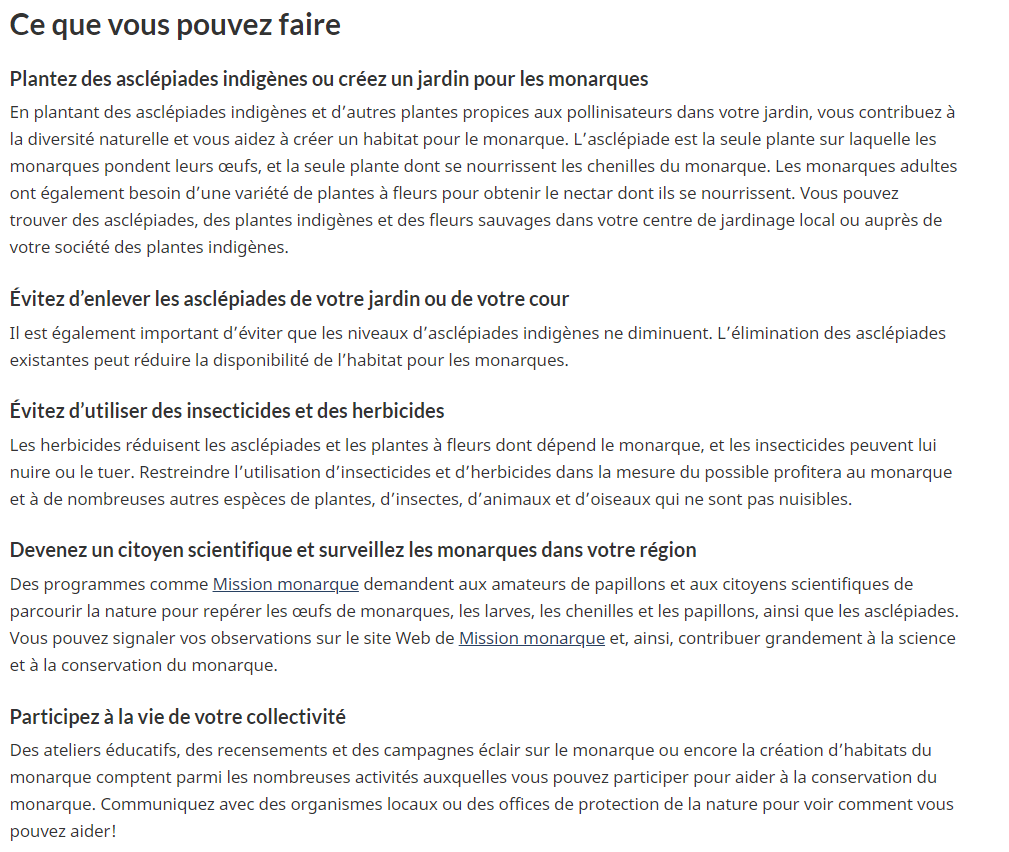 Ce que vous pouvez faire
Plantez des asclépiades indigènes ou créez un jardin pour les monarques
En plantant des asclépiades indigènes et d’autres plantes propices aux pollinisateurs dans votre jardin, vous contribuez à
la diversité naturelle et vous aidez à créer un habitat pour le monarque. L’asclépiade est la seule plante sur laquelle les
monarques pondent leurs œufs, et la seule plante dont se nourrissent les chenilles du monarque. Les monarques adultes
ont également besoin d’une variété de plantes à fleurs pour obtenir le nectar dont ils se nourrissent. Vous pouvez
trouver des asclépiades, des plantes indigènes et des fleurs sauvages dans votre centre de jardinage local ou auprès de
votre société des plantes indigènes.
Évitez d’enlever les asclépiades de votre jardin ou de votre cour
Il est également important d’éviter que les niveaux d’asclépiades indigènes ne diminuent. L’élimination des asclépiades
existantes peut réduire la disponibilité de l’habitat pour les monarques.
Évitez d’utiliser des insecticides et des herbicides
Les herbicides réduisent les asclépiades et les plantes à fleurs dont dépend le monarque, et les insecticides peuvent lui
nuire ou le tuer. Restreindre l’utilisation d’insecticides et d’herbicides dans la mesure du possible profitera au monarque
et à de nombreuses autres espèces de plantes, d’insectes, d’animaux et d’oiseaux qui ne sont pas nuisibles.
Devenez un citoyen scientifique et surveillez les monarques dans votre région
Des programmes comme Mission monarque demandent aux amateurs de papillons et aux citoyens scientifiques de
parcourir la nature pour repérer les œufs de monarques, les larves, les chenilles et les papillons, ainsi que les asclépiades.
Vous pouvez signaler vos observations sur le site Web de Mission monarque et, ainsi, contribuer grandement à la science
et à la conservation du monarque.
Participez à la vie de votre collectivité
Des ateliers éducatifs, des recensements et des campagnes éclair sur le monarque ou encore la création d’habitats du
monarque comptent parmi les nombreuses activités auxquelles vous pouvez participer pour aider à la conservation du
monarque. Communiquez avec des organismes locaux ou des offices de protection de la nature pour voir comment vous
pouvez aider!